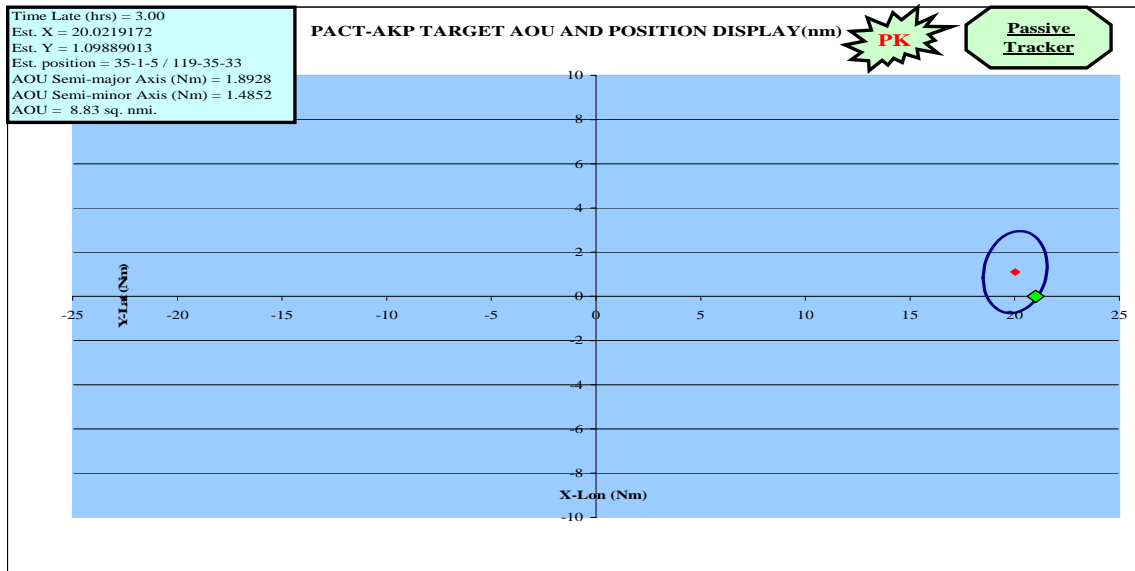 Time Late (hrs) = 3.00
Est. X = 20.0219172
Est. Y = 1.09889013
Est. position = 35-1-5 / 119-35-33
AOU Semi-major Axis (Nm) = 1.8928
AOU Semi-minor Axis (Nm) = 1.4852
AOU =  8.83 sq. nmi.
PACT-AKP TARGET AOU AND POSITION DISPLAY(nm)
PK
Passive
Tracker
10
8
6
4
2
0
-2
-4
-6
-8
-10
-25
-20
-15
-10
-5
0
5
10
15
20
25
Y-Lat (Nm)
X-Lon (Nm)